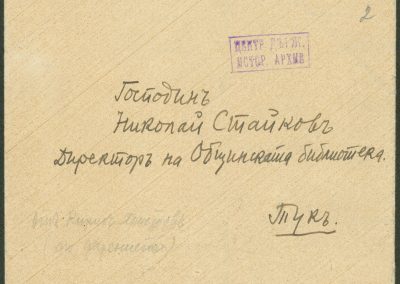 2
ЦЕНТР. ДЪРЖ.
ИСТОР. АРХИВ
Господинъ
Николай Стайковъ
Директоръ на Общинската библиотека.
Тукъ.